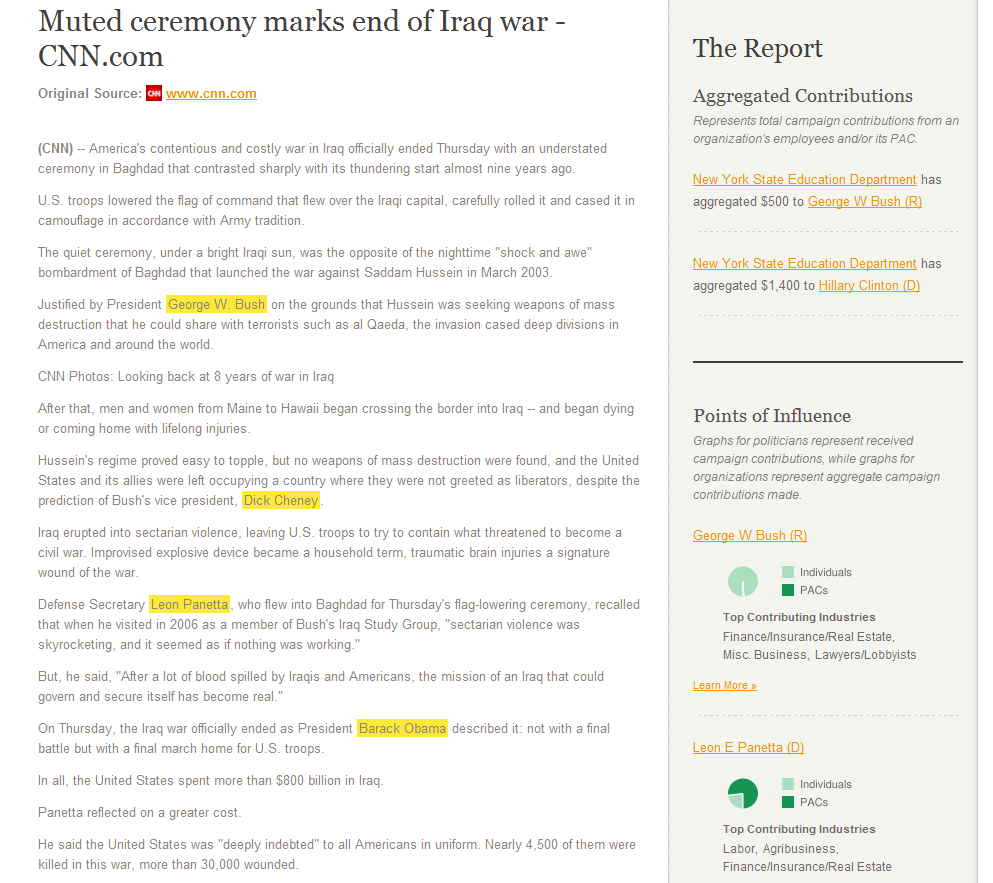 Muted ceremony marks end of Iraq war -
CNN.com
Original Source: CNN www.cnn.com
(CNN) -- America's contentious and costly war in Iraq officially ended Thursday with an understated
ceremony in Baghdad that contrasted sharply with its thundering start almost nine years ago.
U.S. troops lowered the flag of command that flew over the Iraqi capital, carefully rolled it and cased it in
camouflage in accordance with Army tradition.
The quiet ceremony, under a bright Iraqi sun, was the opposite of the nighttime "shock and awe"
bombardment of Baghdad that launched the war against Saddam Hussein in March 2003.
Justified by President George W. Bush on the grounds that Hussein was seeking weapons of mass
destruction that he could share with terrorists such as al Qaeda, the invasion cased deep divisions in
America and around the world.
CNN Photos: Looking back at 8 years of war in Iraq
After that, men and women from Maine to Hawaii began crossing the border into Iraq -- and began dying
or coming home with lifelong injuries.
Hussein's regime proved easy to topple, but no weapons of mass destruction were found, and the United
States and its allies were left occupying a country where they were not greeted as liberators, despite the
prediction of Bush's vice president, Dick Cheney.
Iraq erupted into sectarian violence, leaving U.S. troops to try to contain what threatened to become a
civil war. Improvised explosive device became a household term, traumatic brain injuries a signature
wound of the war.
Defense Secretary Leon Panetta, who flew into Baghdad for Thursday's flag-lowering ceremony, recalled
that when he visited in 2006 as a member of Bush's Iraq Study Group, "sectarian violence was
skyrocketing, and it seemed as if nothing was working."
But, he said, "After a lot of blood spilled by Iraqis and Americans, the mission of an Iraq that could
govern and secure itself has become real."
On Thursday, the Iraq war officially ended as President Barack Obama described it: not with a final
battle but with a final march home for U.S. troops.
In all, the United States spent more than $800 billion in Iraq.
Panetta reflected on a greater cost.
He said the United States was "deeply indebted" to all Americans in uniform. Nearly 4,500 of them were
killed in this war, more than 30,000 wounded.
The Report
Aggregated Contributions
Represents total campaign contributions from an
organization's employees and/or its PAC.
New York State Education Department has
aggregated $500 to George W Bush (R)
New York State Education Department has
aggregated $1,400 to Hillary Clinton (D)
Points of Influence
Graphs for politicians represent received
campaign contributions, while graphs for
organizations represent aggregate campaign
contributions made.
George W Bush (R)
Individuals
PACs
Top Contributing Industries
Finance/Insurance/Real Estate,
Misc. Business, Lawyers/Lobbyists
Learn More »
Leon E Panetta (D)
Individuals
PACs
Top Contributing Industries
Labor, Agribusiness,
Finance/Insurance/Real Estate